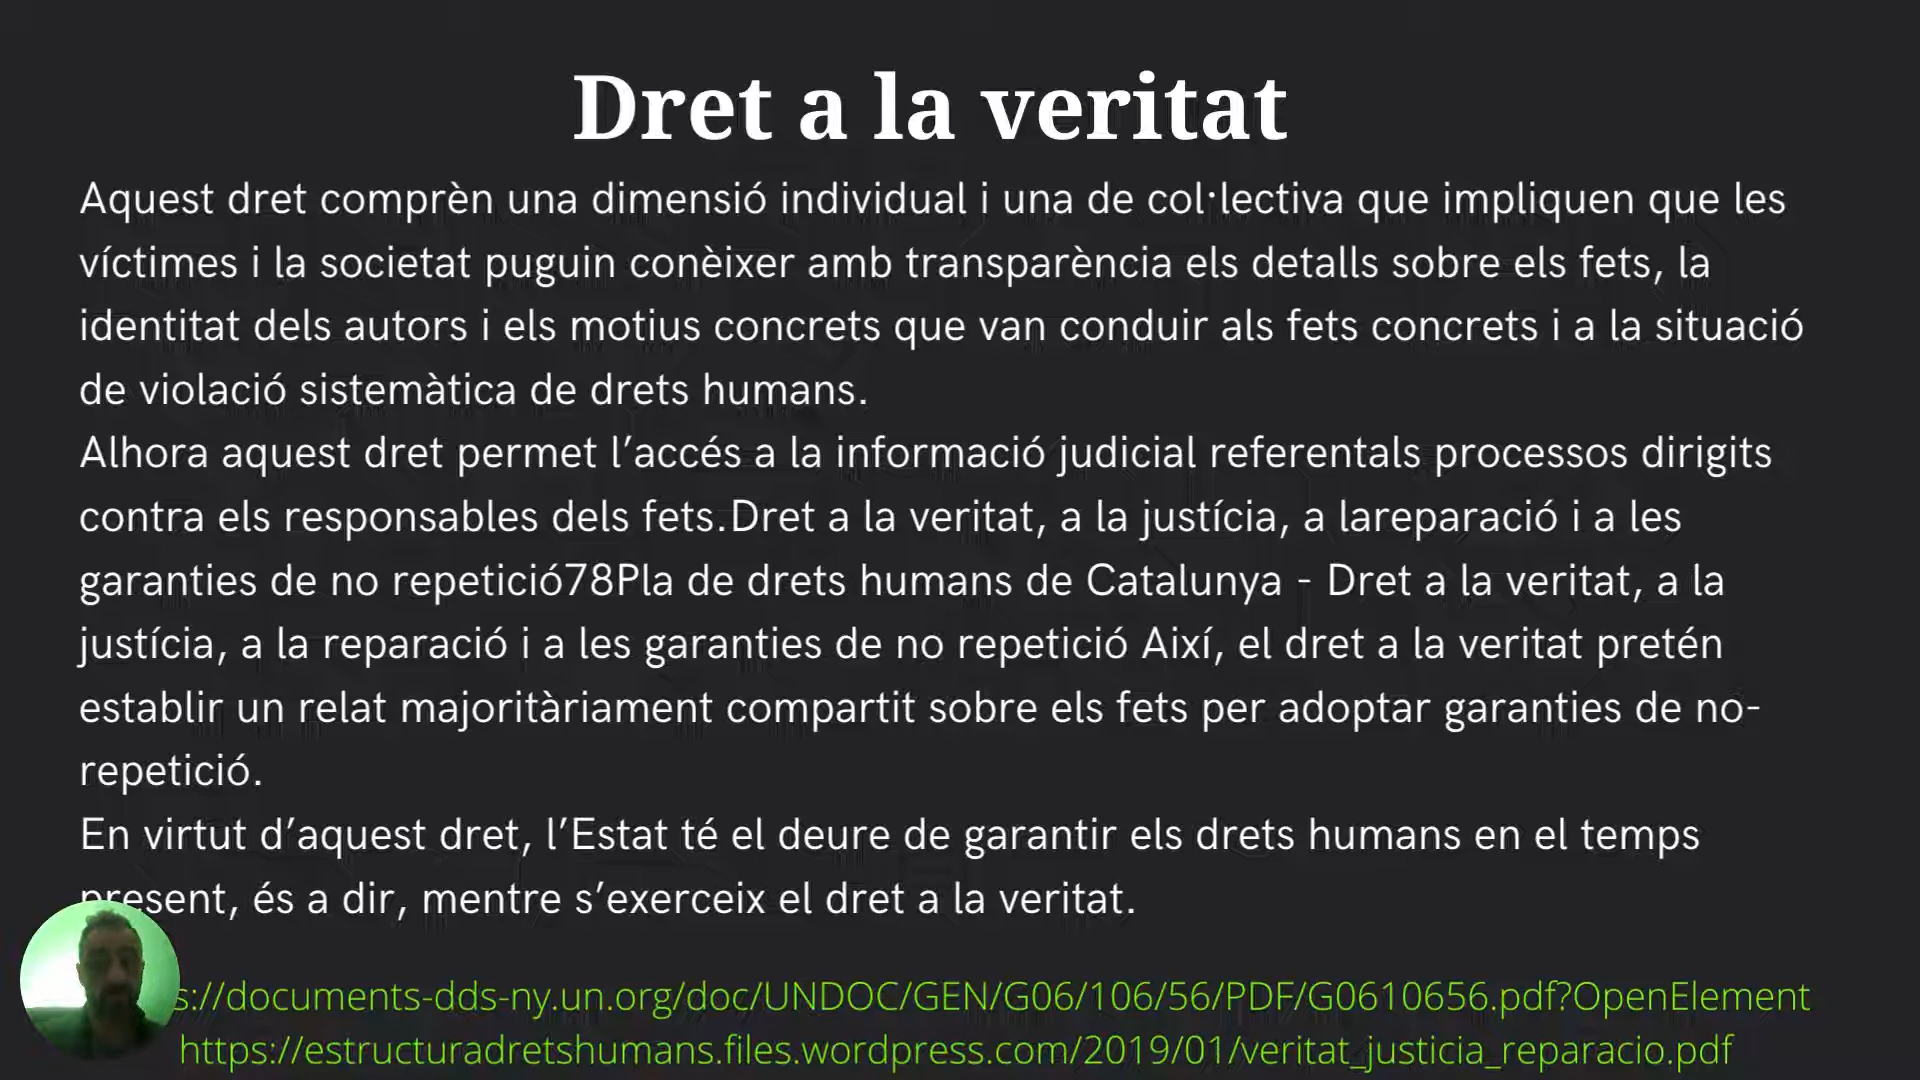 Dret a la veritat
Aquest dret comprèn una dimensió individual i una de col·lectiva que impliquen que les
víctimes i la societat puguin conèixer amb transparència els detalls sobre els fets, la
identitat dels autors i els motius concrets que van conduir als fets concrets i a la situació
de violació sistemàtica de drets humans.
Alhora aquest dret permet l’accés a la informació judicial referentals processos dirigits
contra els responsables dels fets.Dret a la veritat, a la justícia, a lareparació i a les
garanties de no repetició78Pla de drets humans de Catalunya - Dret a la veritat, a la
justícia, a la reparació i a les garanties de no repetició Així, el dret a la veritat pretén
establir un relat majoritàriament compartit sobre els fets per adoptar garanties de no-
repetició.
En virtut d’aquest dret, l’Estat té el deure de garantir els drets humans en el temps
present, és a dir, mentre s’exerceix el dret a la veritat.
s://documents-dds-ny.un.org/doc/UNDOC/GEN/G06/106/56/PDF/G0610656.pdf?OpenElement
https://estructuradretshumans.files.wordpress.com/2019/01/veritat_justicia_reparacio.pdf